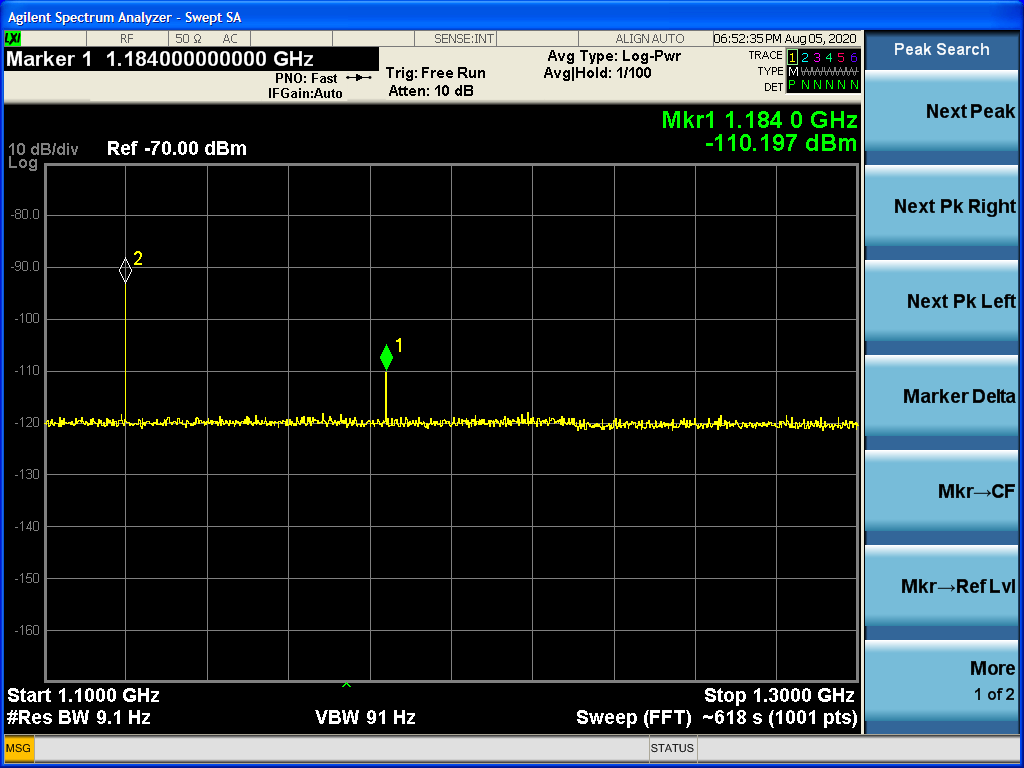 Agilent Spectrum Analyzer - Swept SA
LXI RF 50 Ω AC SENSE:INT ALIGN AUTO 06:52:35 PM Aug 05, 2020
Marker 1 1.184000000000 GHz
PNO: Fast
IFGain:Auto
Trig: Free Run
Atten: 10 dB
Avg Type: Log-Pwr
Avg|Hold: 1/100
TRACE 1 2 3 4 5 6
TYPE M WWWWW
DET P N N N N N
Peak Search
Mkr1 1.184 0 GHz
-110.197 dBm
10 dB/div Ref -70.00 dBm
Log
-80.0
-90.0
-100
-110
-120
-130
-140
-150
-160
2
1
Start 1.1000 GHz Stop 1.3000 GHz
#Res BW 9.1 Hz VBW 91 Hz Sweep (FFT) ~618 s (1001 pts)
MSG STATUS
Next Peak
Next Pk Right
Next Pk Left
Marker Delta
Mkr→CF
Mkr→Ref Lvl
More
1 of 2